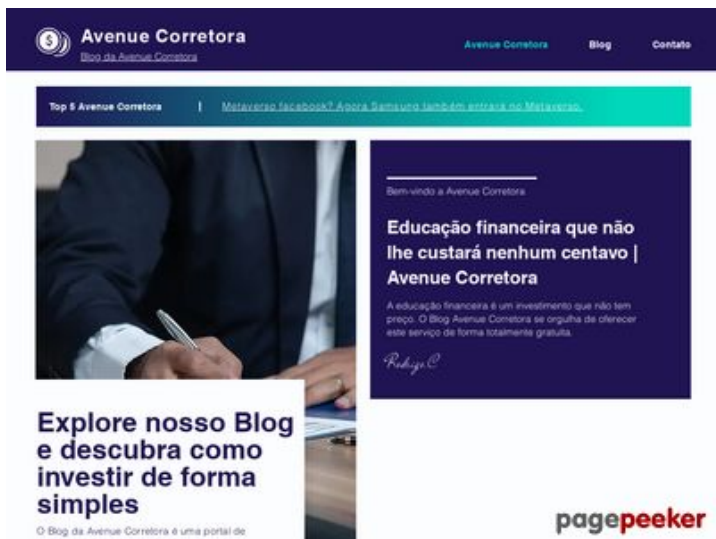 $
Avenue Corretora
Blog da Avenue Corretora
Avenue Corretora
Blog
Contato
Top 5 Avenue Corretora | Metaverso facebook? Agora Samsung também entrará no Metaverso.
Bem-vindo a Avenue Corretora
Educação financeira que não
lhe custará nenhum centavo |
Avenue Corretora
A educação financeira é um investimento que não tem
preço. O Blog Avenue Corretora se orgulha de oferecer
este serviço de forma totalmente gratuita.
Rodrigo.C
Explore nosso Blog
e descubra como
investir de forma
simples
O Blog da Avenue Corretora é uma portal de
pagepeeker